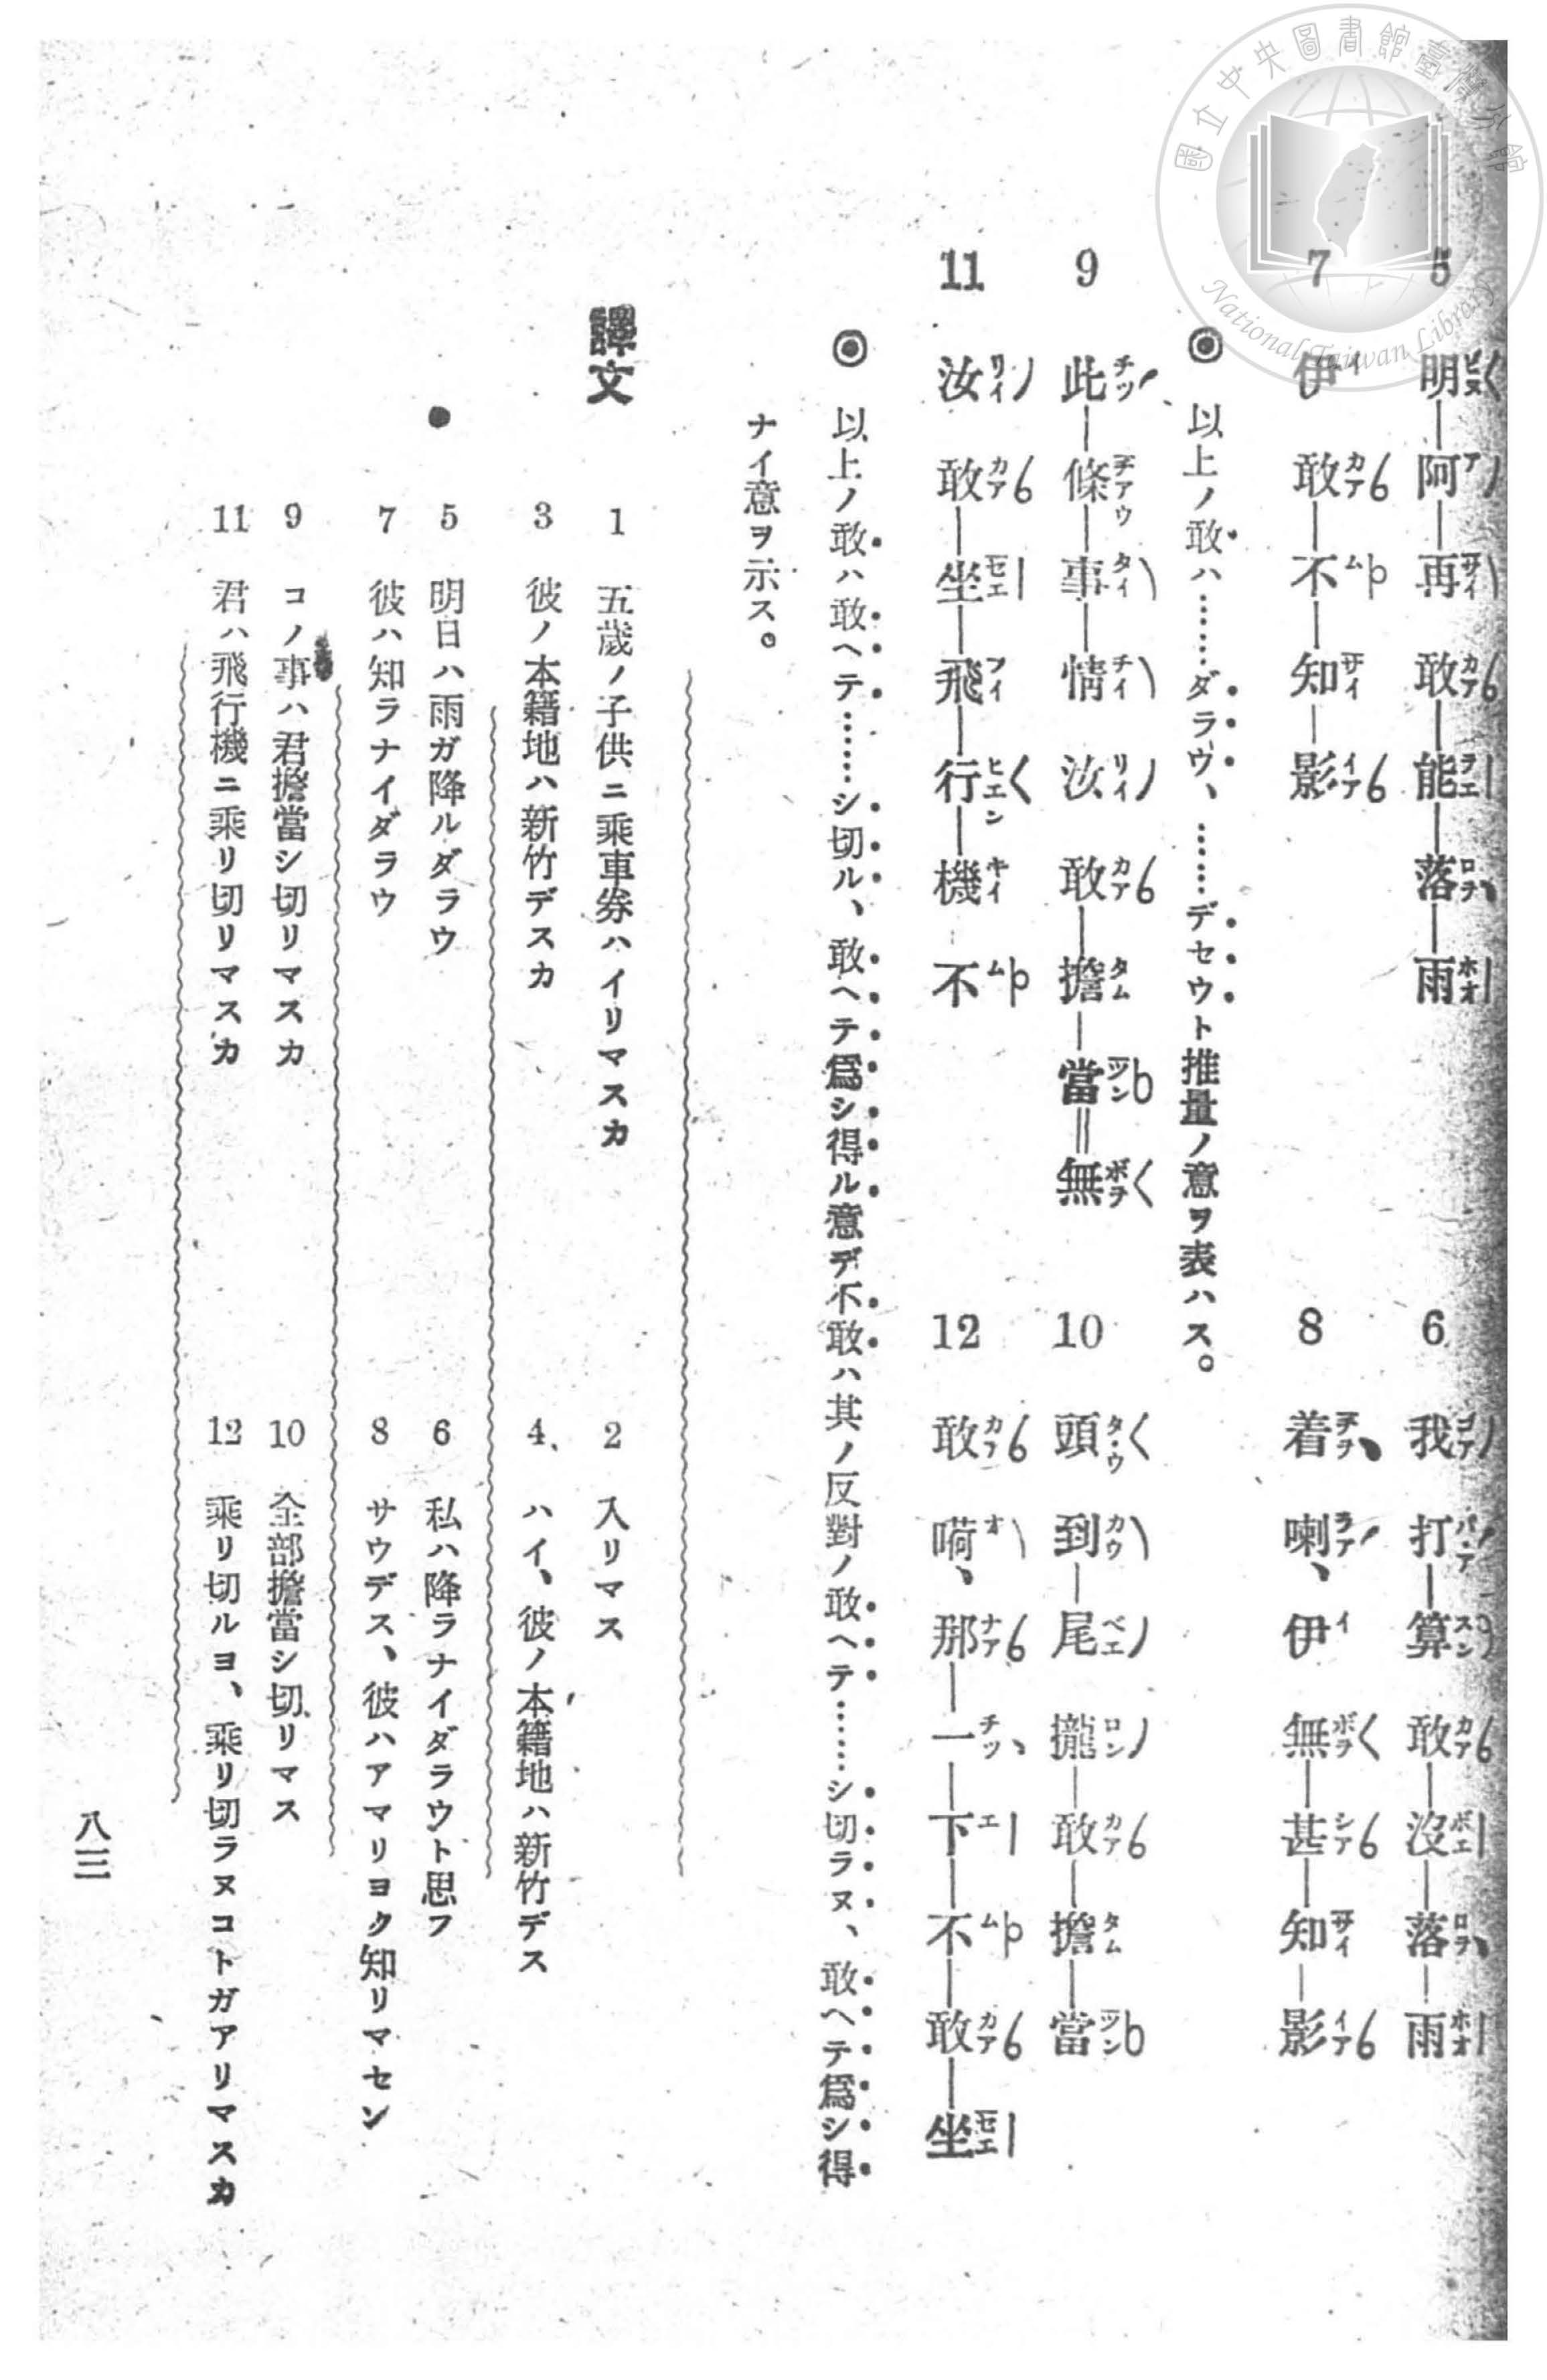 5 明―阿―再―敢―能―落―雨
6 我 打―算 敢―沒―落―雨
7 伊 敢―不―知―影
8 着 喇、伊 無―甚―知―影
◉ 以上ノ敢ハ……ダラウ、……デセウト推量ノ意ヲ表ハス。
9 此―條―事―情 汝 敢―擔―當＝無
10 頭 到―尾 攏―敢―擔―當
11 汝 敢―坐―飛―行―機 不
12 敢 嗬、那―一―下―不―敢―坐
◉ 以上ノ敢ハ敢ヘテ……シ切ル、敢ヘテ爲シ得ル意デ不敢ハ其ノ反對ノ敢ヘテ……シ切ラヌ、敢ヘテ爲シ得
ナイ意ヲ示ス。
譯文
1 五歲ノ子供ニ乘車券ハイリマスカ
2 入リマス
3 彼ノ本籍地ハ新竹デスカ
4、ハイ、彼ノ本籍地ハ新竹デス
5 明日ハ雨ガ降ルダラウ
6 私ハ降ラナイダラウト思フ
7 彼ハ知ラナイダラウ
8 サウデス、彼ハアマリヨク知リマセン
9 コノ事ハ君擔當シ切リマスカ
10 全部擔當シ切リマス
11 君ハ飛行機ニ乘リ切リマスカ
12 乘リ切ルヨ、乘リ切ラヌコトガアリマスカ
八三
國立中央圖書館臺灣分館
National Taiwan Library